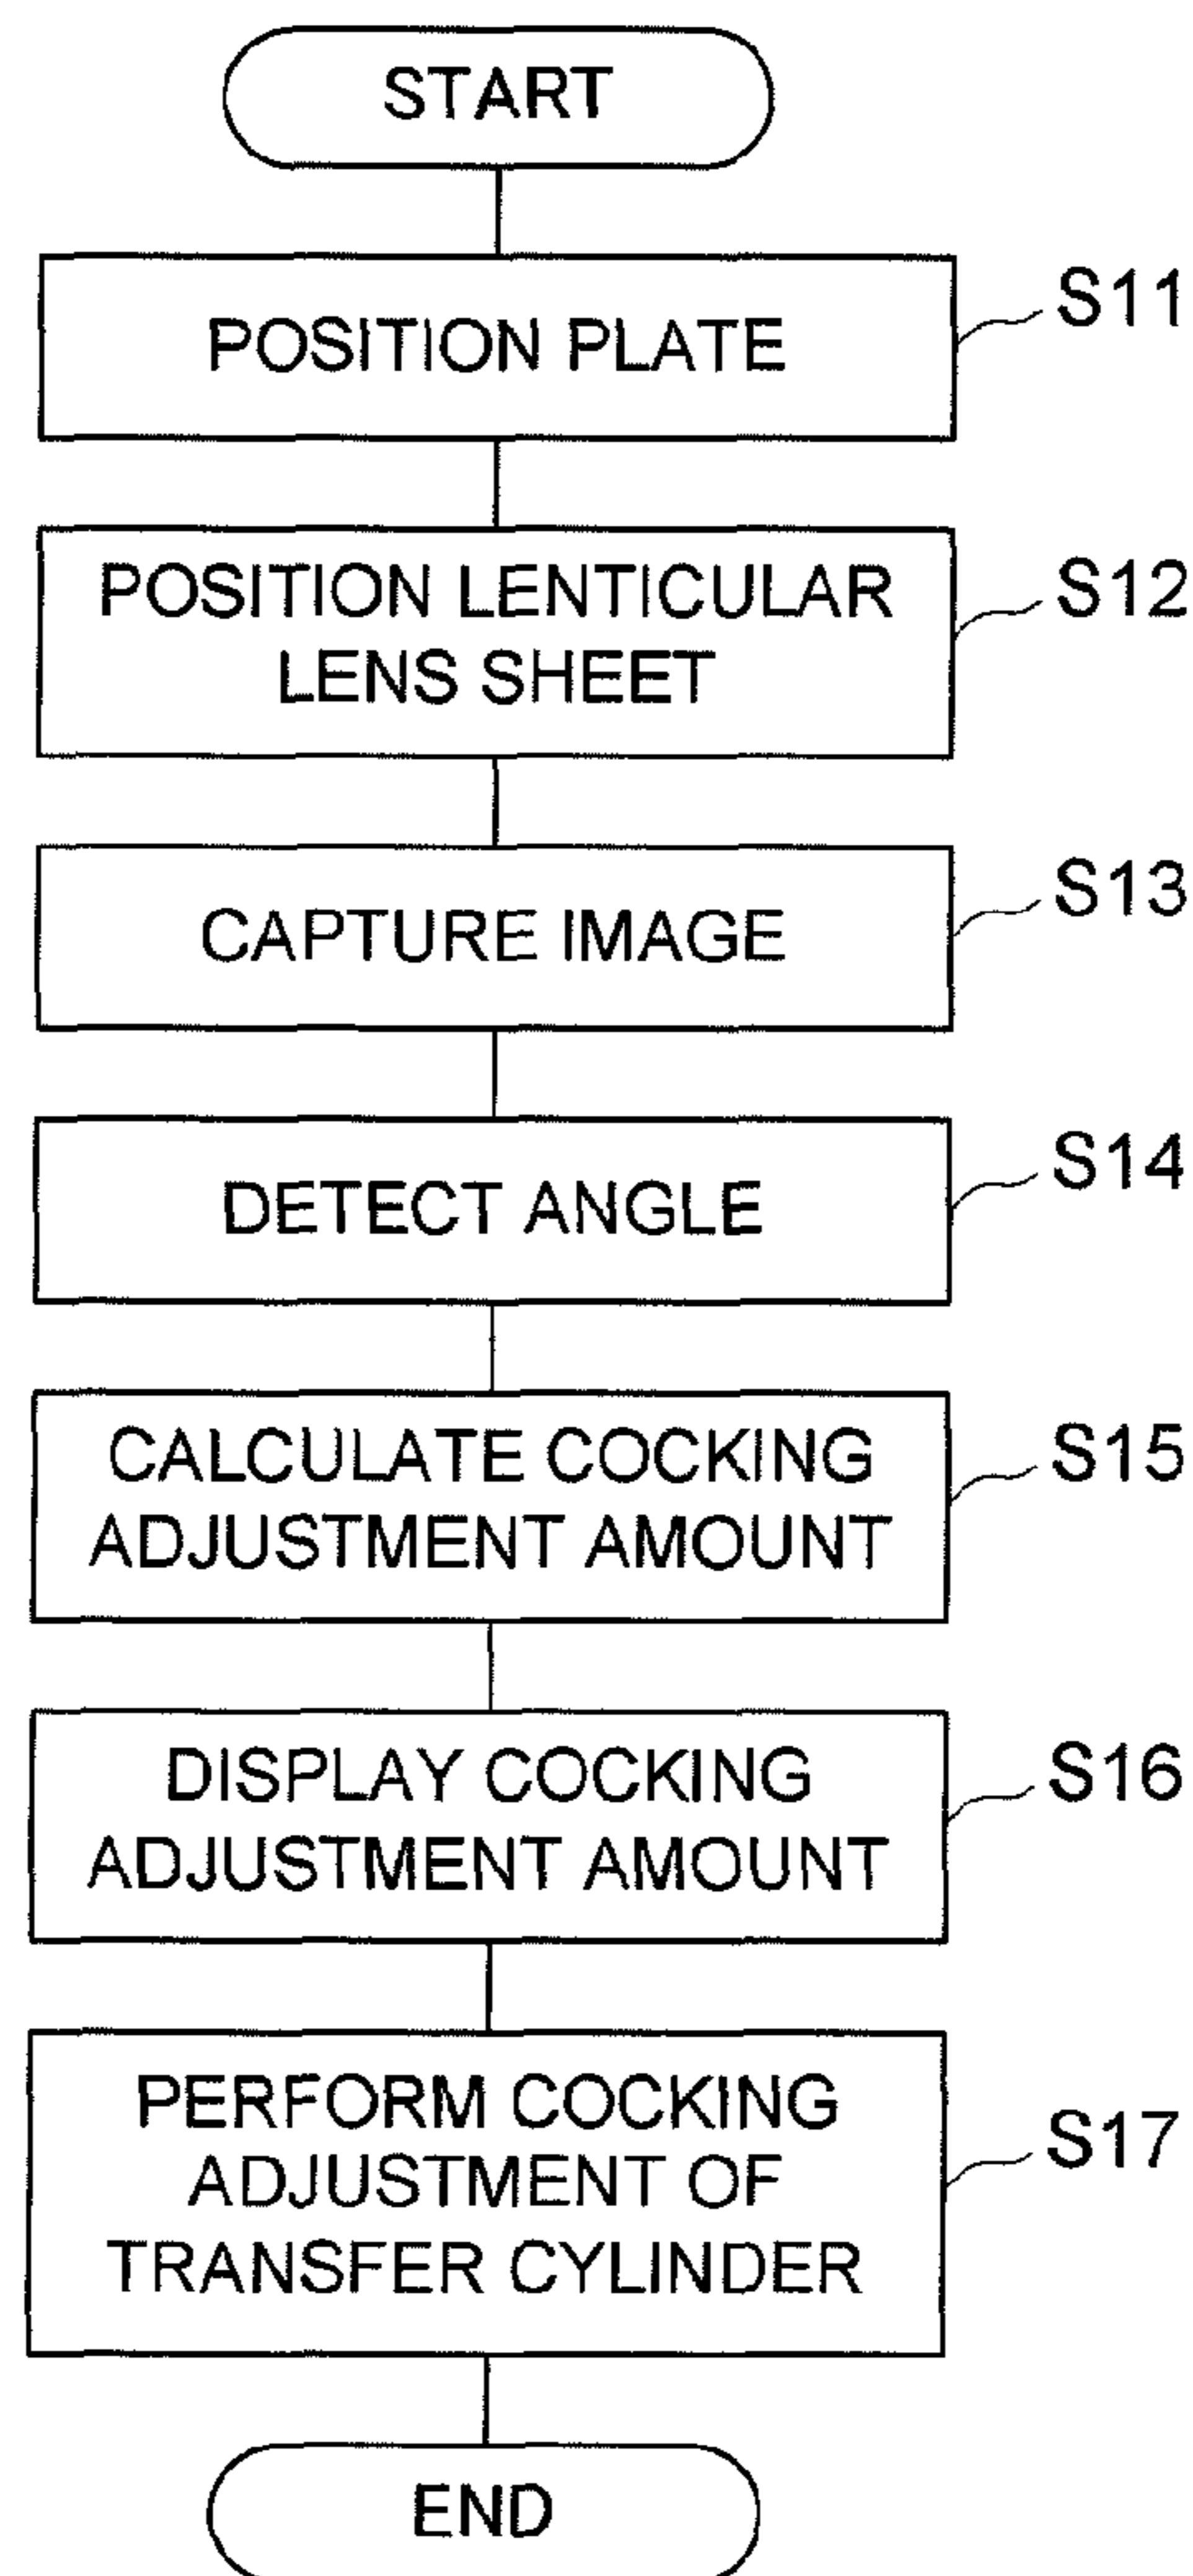 START
POSITION PLATE
S11
POSITION LENTICULAR
LENS SHEET
S12
CAPTURE IMAGE
S13
DETECT ANGLE
S14
CALCULATE COCKING
ADJUSTMENT AMOUNT
S15
DISPLAY COCKING
ADJUSTMENT AMOUNT
S16
PERFORM COCKING
ADJUSTMENT OF
TRANSFER CYLINDER
S17
END